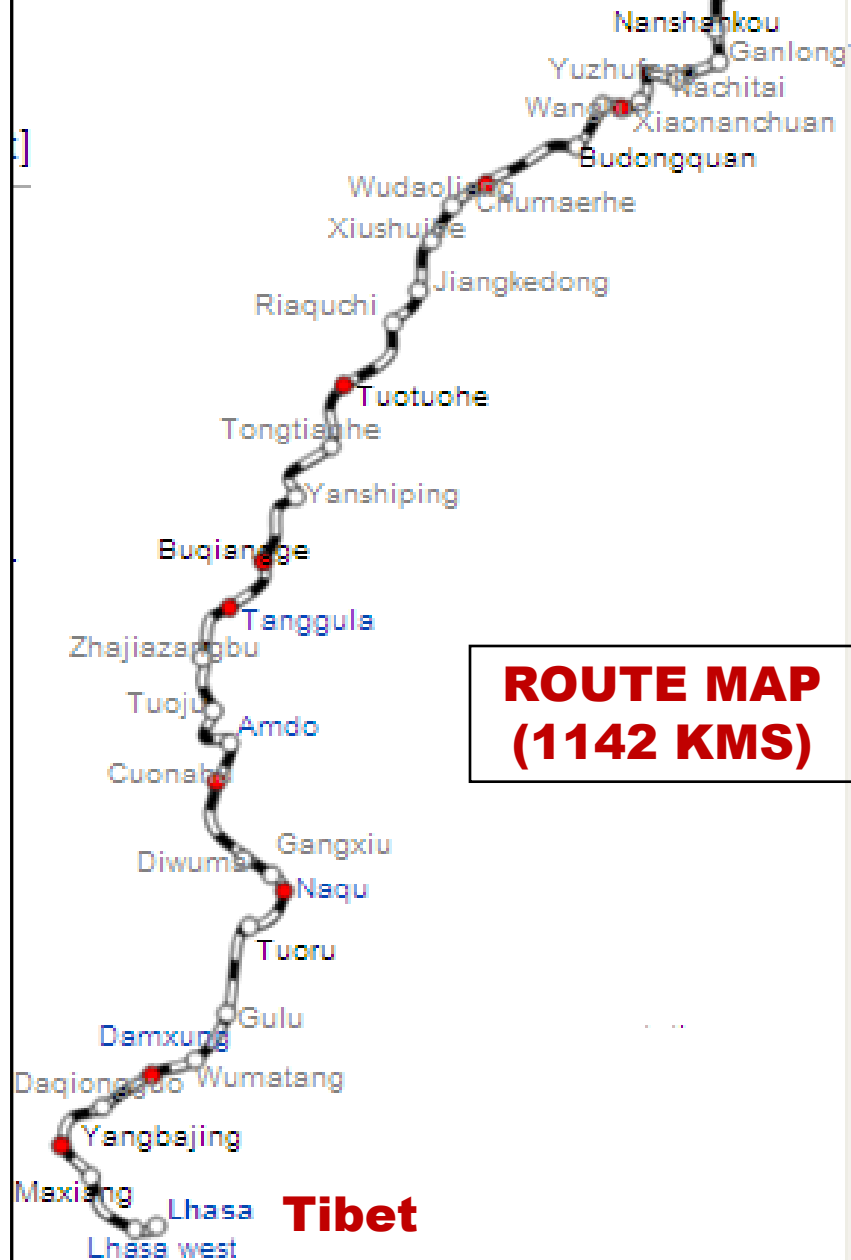 Nanshankou
Ganlong
Yuzhufeng
Nachitai
Xiaonanchuan
Budongquan
:]
Wudaoliang
Chumaerhe
Xiushuihe
Jiangkedong
Riaquchi
Tuotuohe
Tongtianhe
Yanshiping
Buqiangge
Tanggula
Zhajiazangbu
Tuoju
Amdo
ROUTE MAP
(1142 KMS)
Cuonahu
Gangxiu
Diwuma
Naqu
Tuoru
Gulu
Damxung
Wumatang
Daqiongguo
Yangbajing
Maxiang
Lhasa
Tibet
Lhasa west